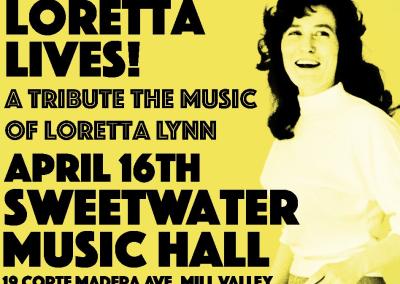 LORETTA
LIVES!
A TRIBUTE THE MUSIC
OF LORETTA LYNN
APRIL 16TH
SWEETWATER
MUSIC HALL
19 CORTE MADERA AVE, MILL VALLEY